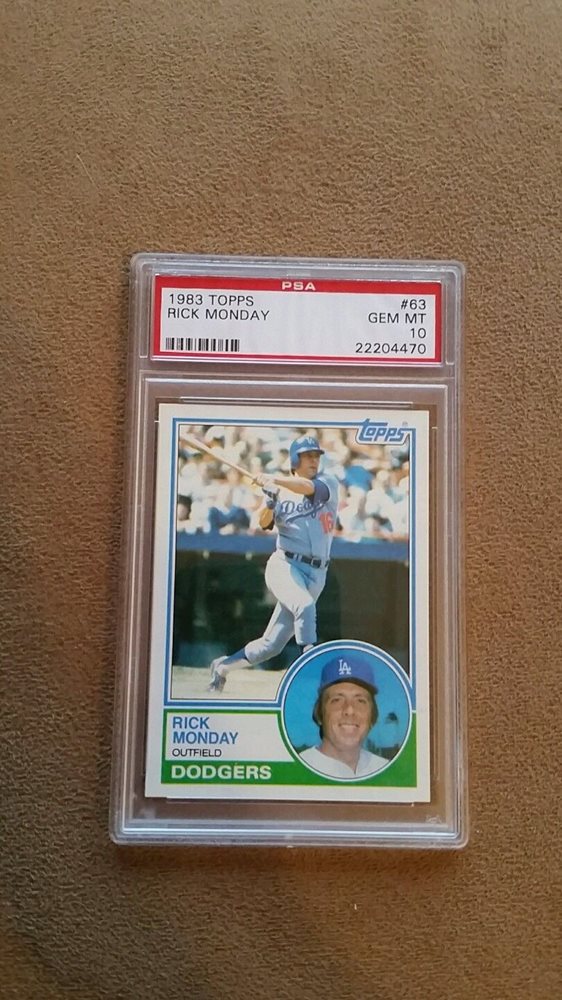 PSA
1983 TOPPS #63
RICK MONDAY GEM MT
10
22204470
Topps
Dodgers
16
LA
RICK
MONDAY
OUTFIELD
DODGERS